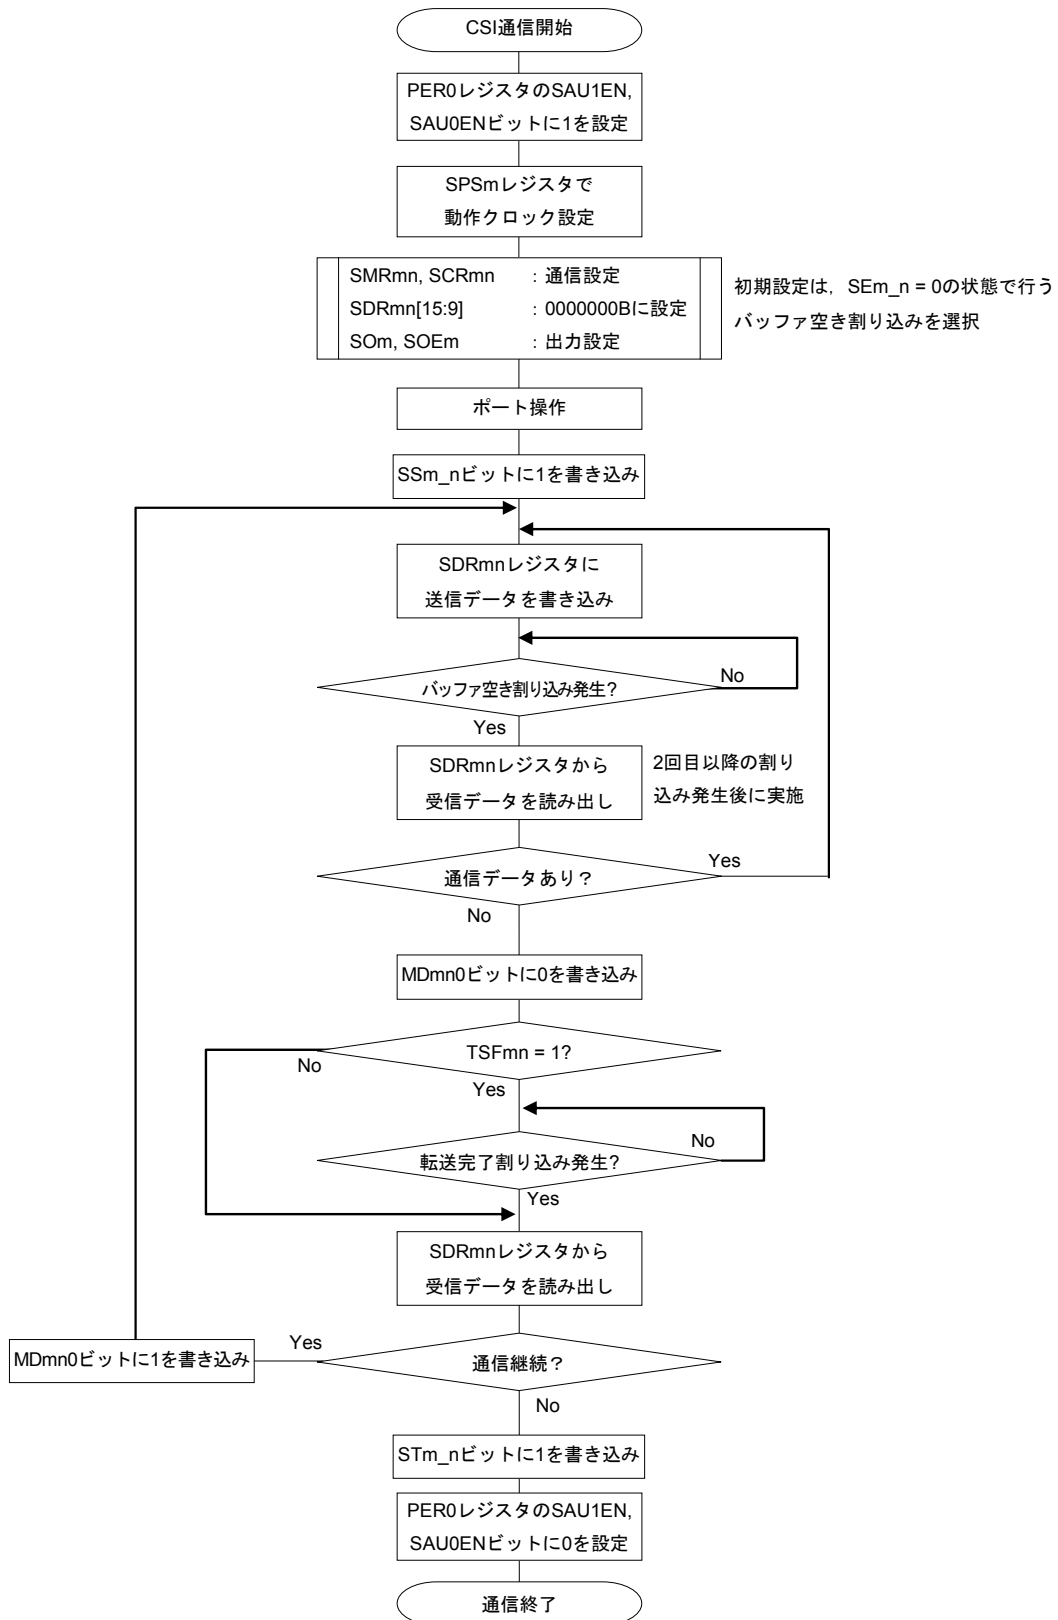 CSI通信開始
PER0レジスタのSAU1EN,
SAU0ENビットに1を設定
SPSmレジスタで
動作クロック設定
SMRmn, SCRmn : 通信設定
SDRmn[15:9] : 0000000Bに設定
SOm, SOEm : 出力設定
初期設定は，SEm_n = 0の状態で行う
バッファ空き割り込みを選択
ポート操作
SSm_nビットに1を書き込み
SDRmnレジスタに
送信データを書き込み
バッファ空き割り込み発生?
No
Yes
SDRmnレジスタから
受信データを読み出し
2回目以降の割り
込み発生後に実施
通信データあり？
Yes
No
MDmn0ビットに0を書き込み
TSFmn = 1?
No
Yes
転送完了割り込み発生?
No
Yes
SDRmnレジスタから
受信データを読み出し
通信継続？
Yes
MDmn0ビットに1を書き込み
No
STm_nビットに1を書き込み
PER0レジスタのSAU1EN,
SAU0ENビットに0を設定
通信終了